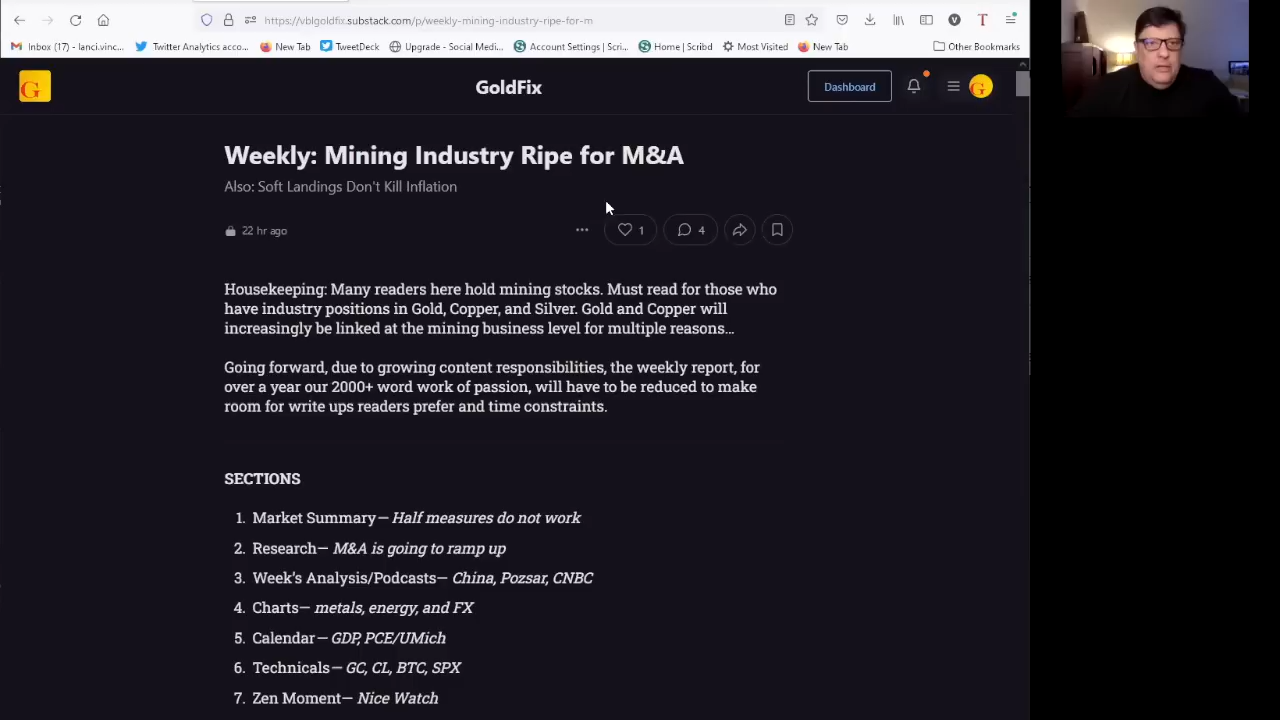 https://vblgoldfix.substack.com/p/weekly-mining-industry-ripe-for-m
Inbox (17) - lanci.vinc... Twitter Analytics acco... New Tab TweetDeck Upgrade - Social Medi... Account Settings | Scri... Home | Scribd Most Visited New Tab Other Bookmarks
G GoldFix Dashboard G
Weekly: Mining Industry Ripe for M&A
Also: Soft Landings Don't Kill Inflation
22 hr ago 1 4
Housekeeping: Many readers here hold mining stocks. Must read for those who
have industry positions in Gold, Copper, and Silver. Gold and Copper will
increasingly be linked at the mining business level for multiple reasons...
Going forward, due to growing content responsibilities, the weekly report, for
over a year our 2000+ word work of passion, will have to be reduced to make
room for write ups readers prefer and time constraints.
SECTIONS
1. Market Summary— Half measures do not work
2. Research— M&A is going to ramp up
3. Week's Analysis/Podcasts— China, Pozsar, CNBC
4. Charts— metals, energy, and FX
5. Calendar— GDP, PCE/UMich
6. Technicals— GC, CL, BTC, SPX
7. Zen Moment— Nice Watch